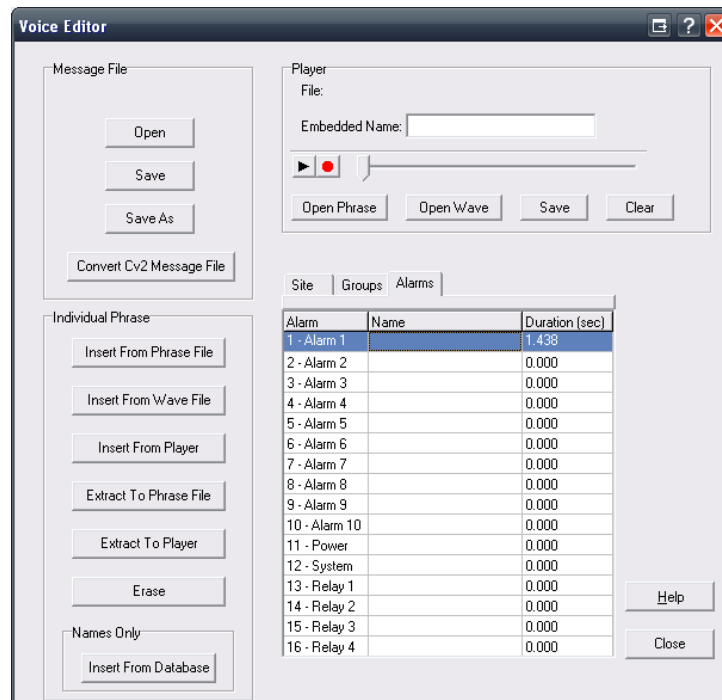 Voice Editor
Message File
Open
Save
Save As
Convert Cv2 Message File
Individual Phrase
Insert From Phrase File
Insert From Wave File
Insert From Player
Extract To Phrase File
Extract To Player
Erase
Names Only
Insert From Database
Player
File:
Embedded Name:
Open Phrase Open Wave Save Clear
Site Groups Alarms
Alarm Name Duration (sec)
1 - Alarm 1 1.438
2 - Alarm 2 0.000
3 - Alarm 3 0.000
4 - Alarm 4 0.000
5 - Alarm 5 0.000
6 - Alarm 6 0.000
7 - Alarm 7 0.000
8 - Alarm 8 0.000
9 - Alarm 9 0.000
10 - Alarm 10 0.000
11 - Power 0.000
12 - System 0.000
13 - Relay 1 0.000
14 - Relay 2 0.000
15 - Relay 3 0.000
16 - Relay 4 0.000
Help
Close